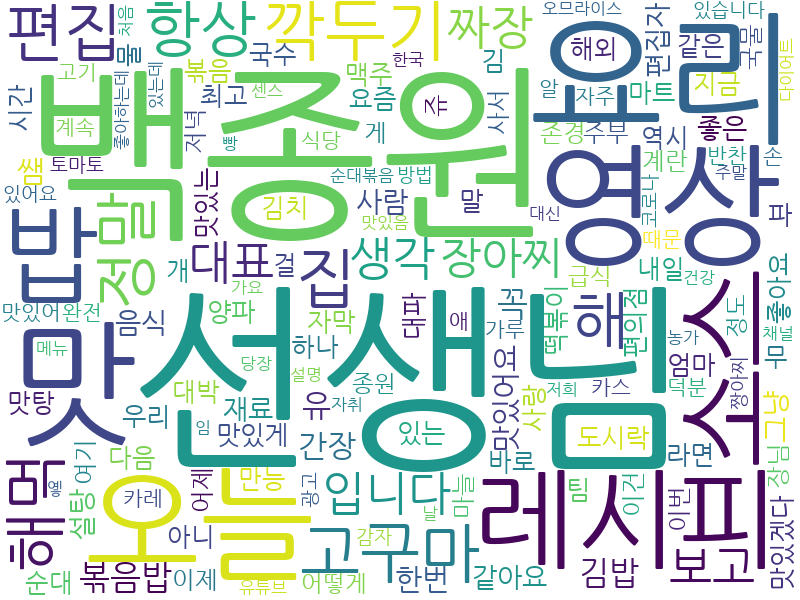 백종원
선생님
요리
영상
맛
레시피
오늘
소스
밥
집
정말
해먹
고구마
깍두기
항상
편집
짜장
생각
장아찌
대표
입니다
볶음밥
보고
김밥
해
물
처음
국수
볶음
맥주
요즘
김
한국
쥬
오므라이스
해외
편집자
같은
있습니다
국물
다이어트
시간
고기
계속
좋아하는데
있는데
최고
저녁
센스
빵
식당
게
알
자주
사서
마트
지금
존경
주부
역시
좋은
계란
반찬
주말
손
토마토
있어요
맛있는
김치
순대볶음
방법
사람
말
맛있음
대신
코로나
때문
내일
건강
개
걸
급식
꼭
떡볶이
편의점
정도
좋아요
맛있어
완전
음식
양파
가요
자막
대파
애
가루
엄마
농가
채널
메뉴
당장
설명
하나
종원
맛탕
우리
대박
재료
임
자취
유
있는
저희
카스
사랑
덕분
짱아찌
그냥
맛있어요
도시락
라면
장님
여기
다음
맛있게
간장
바로
설탕
카레
어제
만능
광고
마늘
이건
이번
맛있겠다
아니
감자
날
순대
이제
유튜브
어떻게
한번
같아요